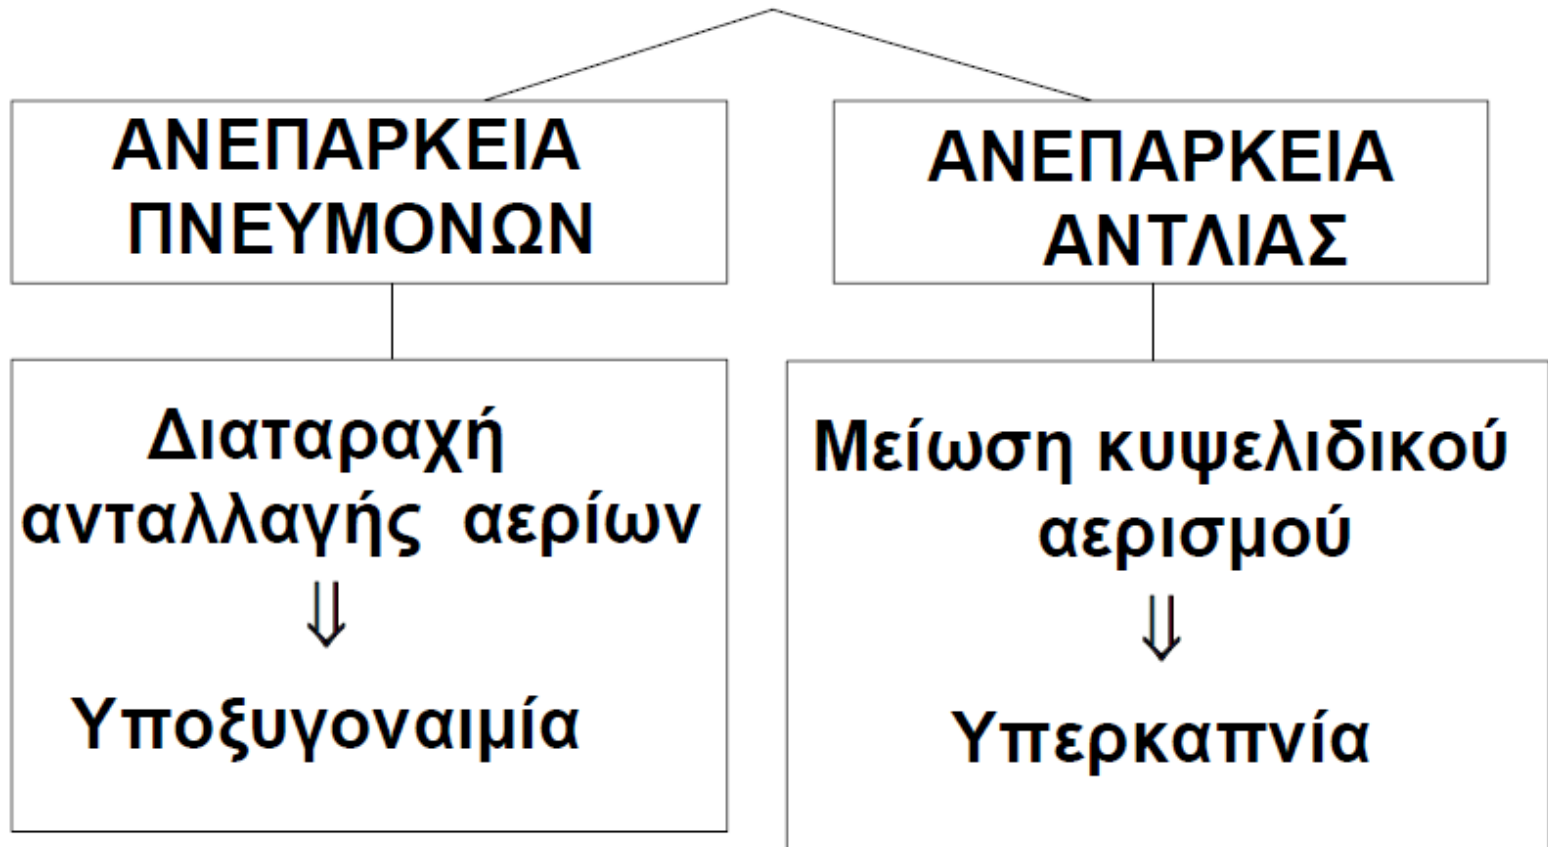 ΑΝΕΠΑΡΚΕΙΑ
ΠΝΕΥΜΟΝΩΝ
Διαταραχή
ανταλλαγής αερίων
⇓
Υποξυγοναιμία
ΑΝΕΠΑΡΚΕΙΑ
ΑΝΤΛΙΑΣ
Μείωση κυψελιδικού
αερισμού
⇓
Υπερκαπνία